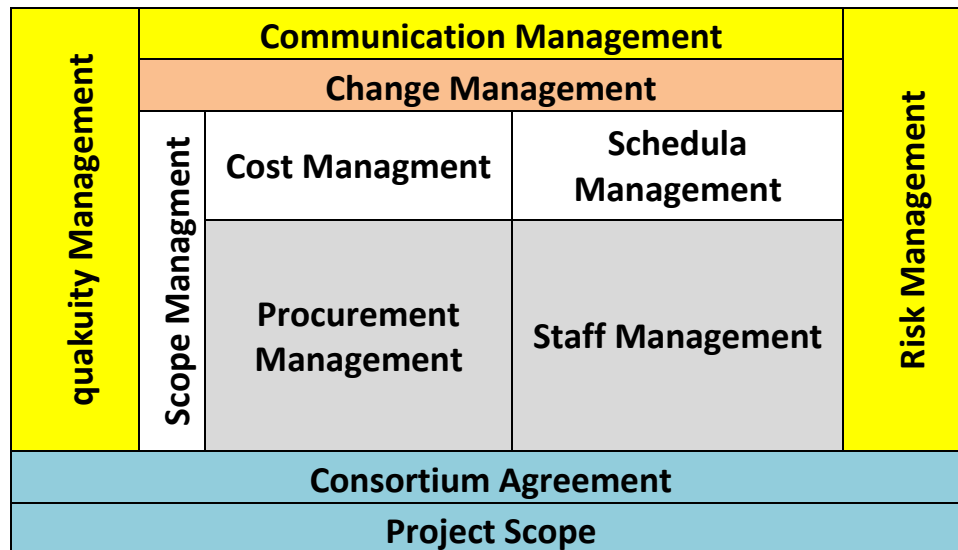 Communication Management
Change Management
quakuity Management
Scope Managment
Cost Managment
Schedula
Management
Risk Management
Procurement
Management
Staff Management
Consortium Agreement
Project Scope